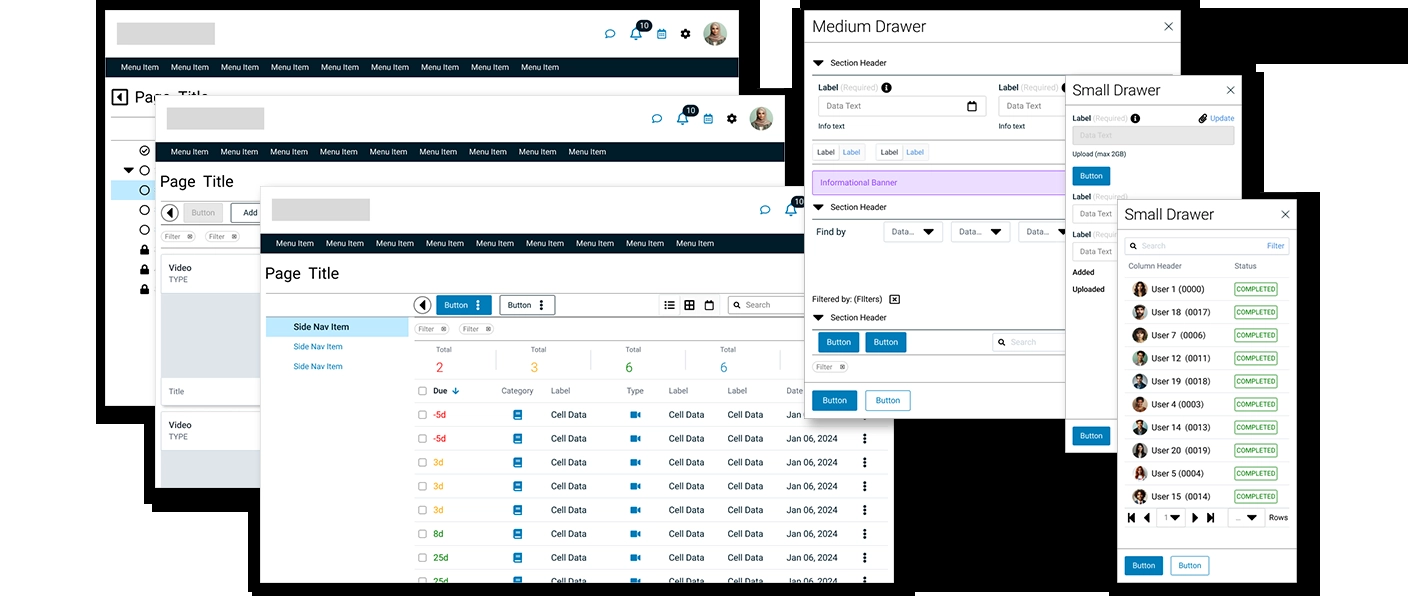 10
Menu Item Menu Item Menu Item Menu Item Menu Item Menu Item Menu Item Menu Item Menu Item
Page Title
10
Menu Item Menu Item Menu Item Menu Item Menu Item Menu Item Menu Item Menu Item Menu Item
Page Title
Button Add
Filter Filter
Video
TYPE
Title
Video
TYPE
10
Menu Item Menu Item Menu Item Menu Item Menu Item Menu Item Menu Item Menu Item Menu Item
Page Title
Side Nav Item
Side Nav Item
Side Nav Item
Button Button Search
Filter Filter
Total Total Total Total
2 3 6 6
Due Category Label Type Label Label Date
-5d Cell Data Cell Data Cell Data Jan
-5d Cell Data Cell Data Cell Data Jan 06, 2024
3d Cell Data Cell Data Cell Data Jan 06, 2024
3d Cell Data Cell Data Cell Data Jan 06, 2024
3d Cell Data Cell Data Cell Data Jan 06, 2024
8d Cell Data Cell Data Cell Data Jan 06, 2024
25d Cell Data Cell Data Cell Data Jan 06, 2024
25d Cell Data Cell Data Cell Data Jan 06, 2024
Medium Drawer
Section Header
Label (Required) Label (Required)
Data Text Data Text
Info text Info text
Label Label Label Label
Informational Banner
Section Header
Find by Data... Data... Data
Filtered by: (Filters)
Section Header
Button Button Search
Filter
Button Button
Small Drawer
Label (Required) Update
Data Text
Upload (max 2GB)
Button
Label (Required)
Data Text
Label
Data Text
Added
Uploaded
Button
Small Drawer
Search Filter
Column Header Status
User 1 (0000) COMPLETED
User 18 (0017) COMPLETED
User 7 (0006) COMPLETED
User 12 (0011) COMPLETED
User 19 (0018) COMPLETED
User 4 (0003) COMPLETED
User 14 (0013) COMPLETED
User 20 (0019) COMPLETED
User 5 (0004) COMPLETED
User 15 (0014) COMPLETED
1 ... Rows
Button Button